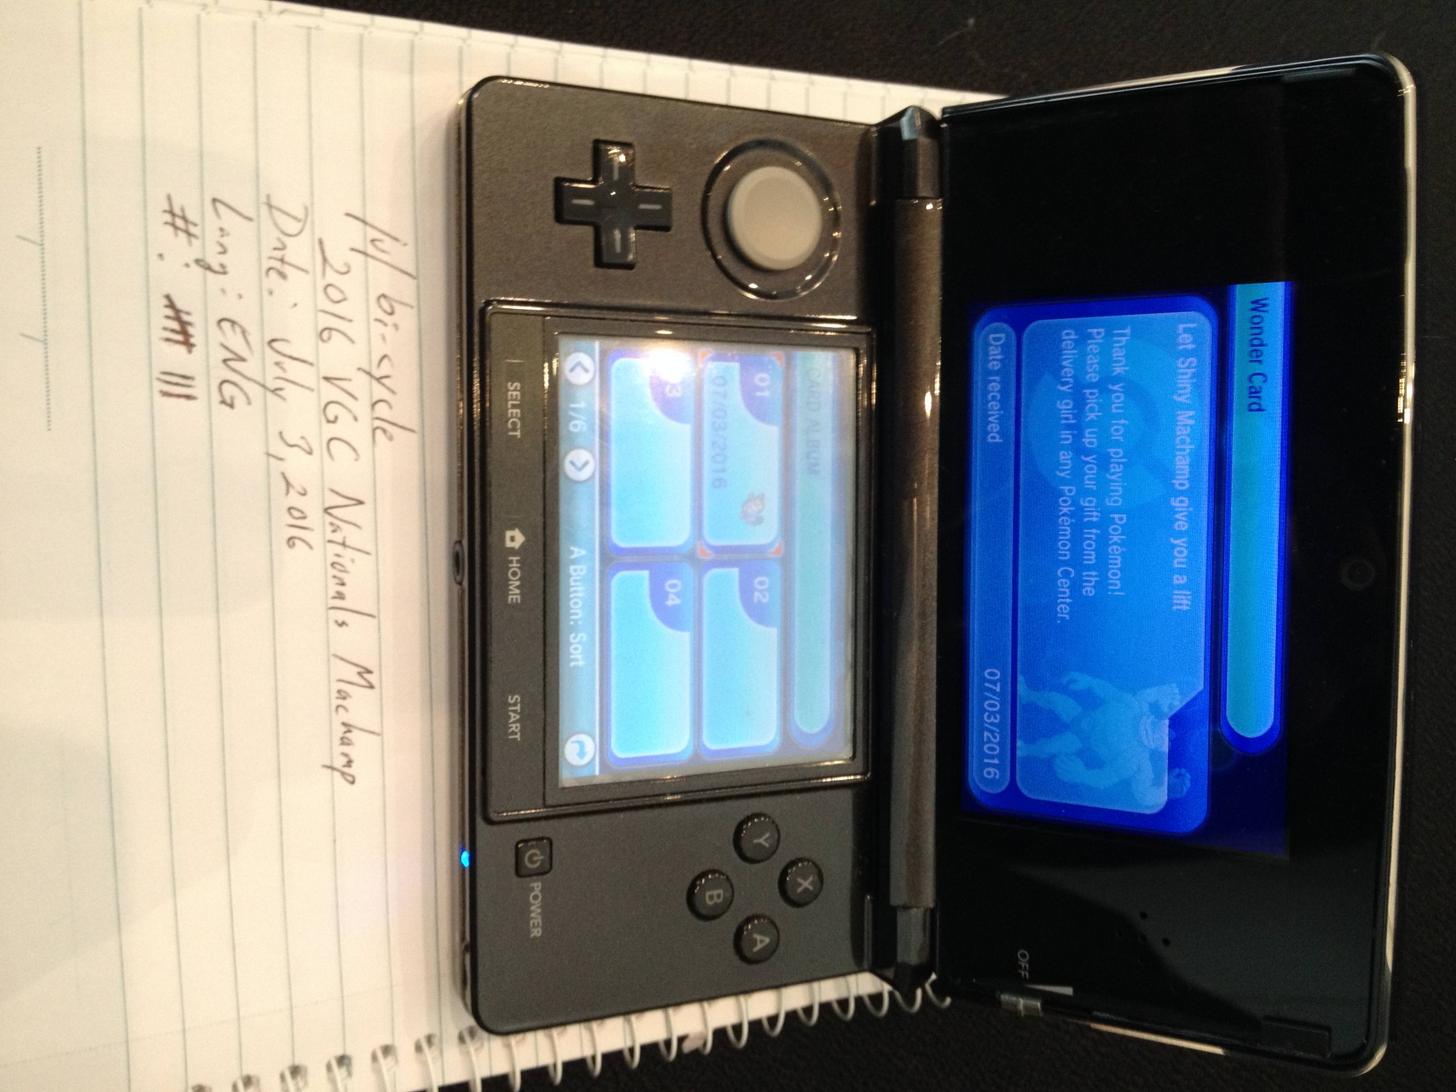 Wonder Card
Let Shiny Machamp give you a lift
Thank you for playing Pokémon!
Please pick up your gift from the
delivery girl in any Pokémon Center.
Date received 07/03/2016
OFF
CARD ALBUM
01 02
07/03/2016
03 04
1/6 A Button: Sort
X
Y A
B
SELECT HOME START
POWER
/u/ bi-cycle
2016 VGC Nationals Machamp
Date: July 3, 2016
Lang: ENG
#: 卌 |||